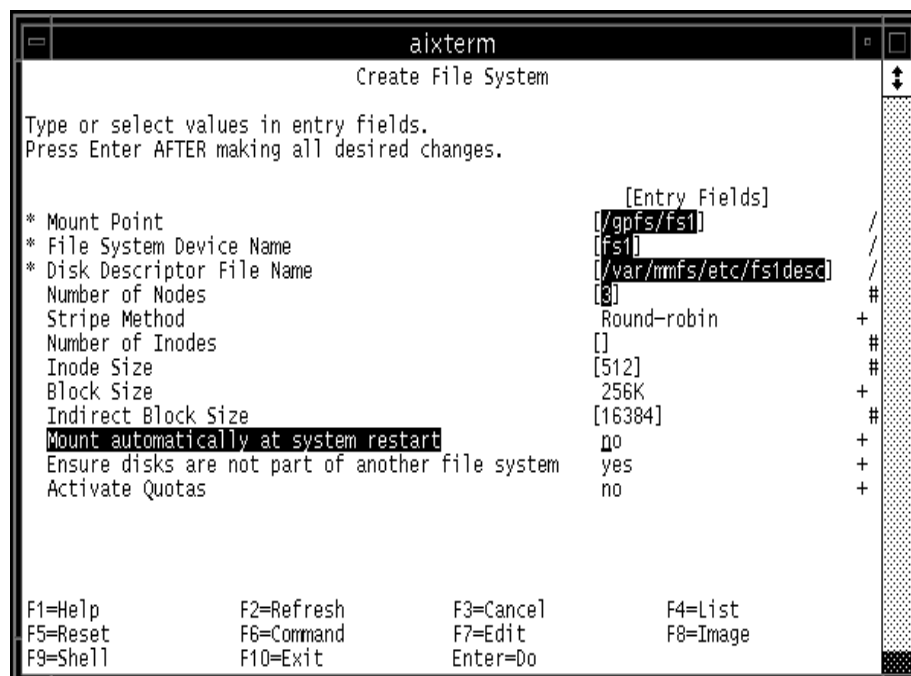 aixterm
Create File System
Type or select values in entry fields.
Press Enter AFTER making all desired changes.
[Entry Fields]
* Mount Point [/gpfs/fs1] /
* File System Device Name [fs1] /
* Disk Descriptor File Name [/var/mmfs/etc/fs1desc] /
Number of Nodes [3] #
Stripe Method Round-robin +
Number of Inodes [] #
Inode Size [512] #
Block Size 256K +
Indirect Block Size [16384] #
Mount automatically at system restart no +
Ensure disks are not part of another file system yes +
Activate Quotas no +
F1=Help F2=Refresh F3=Cancel F4=List
F5=Reset F6=Command F7=Edit F8=Image
F9=Shell F10=Exit Enter=Do